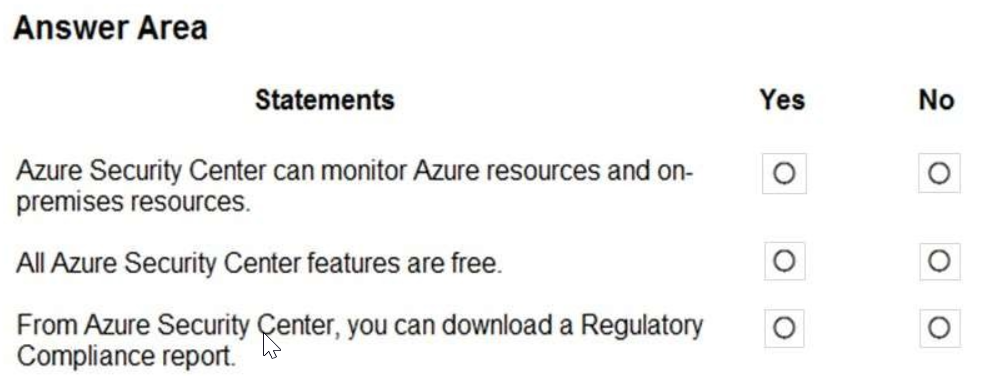 Answer Area
Statements Yes No
Azure Security Center can monitor Azure resources and on-
premises resources.
All Azure Security Center features are free.
From Azure Security Center, you can download a Regulatory
Compliance report.